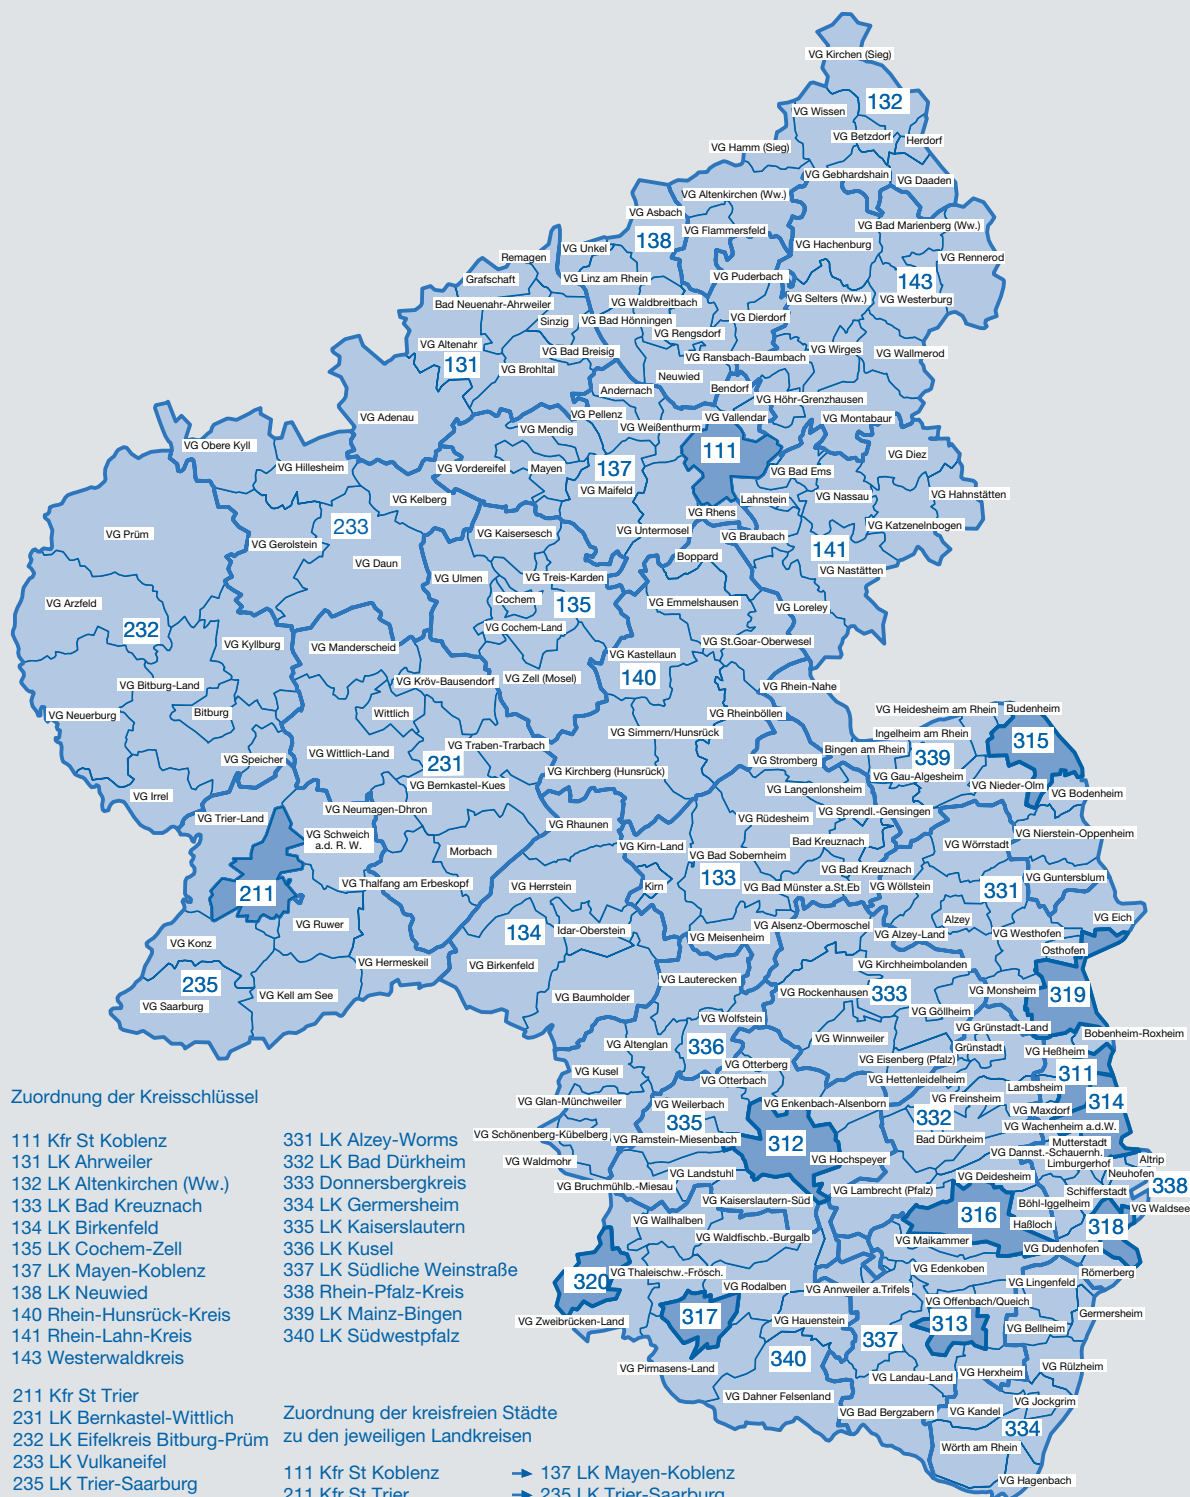 VG Kirchen (Sieg)
132
VG Wissen
VG Betzdorf
Herdorf
VG Hamm (Sieg)
VG Gebhardshain
VG Daaden
VG Altenkirchen (Ww.)
VG Asbach
VG Flammersfeld
VG Bad Marienberg (Ww.)
138
VG Hachenburg
VG Unkel
Remagen
VG Rennerod
Grafschaft
VG Linz am Rhein
VG Puderbach
143
VG Selters (Ww.)
VG Westerburg
Bad Neuenahr-Ahrweiler
VG Waldbreitbach
Sinzig
VG Bad Hönningen
VG Dierdorf
VG Rengsdorf
VG Altenahr
VG Bad Breisig
VG Ransbach-Baumbach
VG Wirges
VG Wallmerod
131
VG Brohltal
Neuwied
Andernach
Bendorf
VG Höhr-Grenzhausen
VG Adenau
VG Pellenz
VG Vallendar
VG Montabaur
VG Mendig
VG Weißenthurm
VG Obere Kyll
111
VG Diez
VG Hillesheim
VG Vordereifel
Mayen
137
VG Bad Ems
VG Maifeld
VG Kelberg
Lahnstein
VG Nassau
VG Hahnstätten
VG Rhens
233
VG Prüm
VG Kaisersesch
VG Untermosel
VG Braubach
VG Katzenelnbogen
VG Gerolstein
141
VG Daun
Boppard
VG Nastätten
VG Ulmen
VG Treis-Karden
VG Arzfeld
Cochem
135
VG Emmelshausen
VG Loreley
232
VG Cochem-Land
VG Kyllburg
VG Manderscheid
VG St.Goar-Oberwesel
VG Kastellaun
VG Bitburg-Land
VG Kröv-Bausendorf
VG Zell (Mosel)
140
VG Rhein-Nahe
VG Neuerburg
Bitburg
Wittlich
VG Rheinböllen
VG Heidesheim am Rhein
Budenheim
VG Simmern/Hunsrück
Ingelheim am Rhein
315
VG Speicher
VG Wittlich-Land
VG Traben-Trarbach
Bingen am Rhein
339
231
VG Stromberg
VG Kirchberg (Hunsrück)
VG Gau-Algesheim
VG Bernkastel-Kues
VG Langenlonsheim
VG Nieder-Olm
VG Bodenheim
VG Irrel
VG Neumagen-Dhron
VG Sprendl.-Gensingen
VG Trier-Land
VG Rhaunen
VG Rüdesheim
VG Nierstein-Oppenheim
VG Schweich
a.d. R. W.
VG Kirn-Land
Bad Kreuznach
VG Wörrstadt
Morbach
VG Bad Sobernheim
VG Bad Kreuznach
133
VG Guntersblum
VG Thalfang am Erbeskopf
VG Herrstein
Kirn
VG Bad Münster a.St.Eb
VG Wöllstein
331
211
VG Ruwer
Alzey
VG Eich
134
Idar-Oberstein
VG Alsenz-Obermoschel
VG Konz
VG Meisenheim
VG Alzey-Land
VG Westhofen
Osthofen
VG Hermeskeil
VG Birkenfeld
VG Kirchheimbolanden
235
VG Lauterecken
VG Rockenhausen
333
VG Monsheim
319
VG Kell am See
VG Baumholder
VG Saarburg
VG Göllheim
VG Wolfstein
VG Grünstadt-Land
Bobenheim-Roxheim
VG Altenglan
336
VG Winnweiler
Grünstadt
VG Heßheim
VG Otterberg
VG Eisenberg (Pfalz)
VG Kusel
VG Otterbach
VG Hettenleidelheim
311
Lambsheim
VG Glan-Münchweiler
VG Weilerbach
VG Enkenbach-Alsenborn
VG Freinsheim
314
VG Maxdorf
335
332
VG Wachenheim a.d.W.
VG Schönenberg-Kübelberg
VG Ramstein-Miesenbach
312
Bad Dürkheim
Mutterstadt
VG Dannst.-Schauernh.
VG Waldmohr
VG Hochspeyer
Limburgerhof
Altrip
VG Landstuhl
Neuhofen
VG Bruchmühlb.-Miesau
VG Deidesheim
338
VG Lambrecht (Pfalz)
Schifferstadt
VG Kaiserslautern-Süd
Böhl-Iggelheim
VG Waldsee
316
VG Wallhalben
Haßloch
318
VG Waldfischb.-Burgalb
VG Maikammer
VG Dudenhofen
VG Thaleischw.-Frösch.
VG Edenkoben
Römerberg
320
VG Rodalben
VG Annweiler a.Trifels
VG Lingenfeld
VG Offenbach/Queich
Germersheim
VG Zweibrücken-Land
317
VG Hauenstein
313
VG Bellheim
337
340
VG Pirmasens-Land
VG Landau-Land
VG Herxheim
VG Rülzheim
VG Dahner Felsenland
VG Jockgrim
VG Bad Bergzabern
VG Kandel
334
Wörth am Rhein
VG Hagenbach
Zuordnung der Kreisschlüssel
111 Kfr St Koblenz
131 LK Ahrweiler
132 LK Altenkirchen (Ww.)
133 LK Bad Kreuznach
134 LK Birkenfeld
135 LK Cochem-Zell
137 LK Mayen-Koblenz
138 LK Neuwied
140 Rhein-Hunsrück-Kreis
141 Rhein-Lahn-Kreis
143 Westerwaldkreis
211 Kfr St Trier
231 LK Bernkastel-Wittlich
232 LK Eifelkreis Bitburg-Prüm
233 LK Vulkaneifel
235 LK Trier-Saarburg
331 LK Alzey-Worms
332 LK Bad Dürkheim
333 Donnersbergkreis
334 LK Germersheim
335 LK Kaiserslautern
336 LK Kusel
337 LK Südliche Weinstraße
338 Rhein-Pfalz-Kreis
339 LK Mainz-Bingen
340 LK Südwestpfalz
Zuordnung der kreisfreien Städte
zu den jeweiligen Landkreisen
111 Kfr St Koblenz → 137 LK Mayen-Koblenz
211 Kfr St Trier → 235 LK Trier-Saarburg